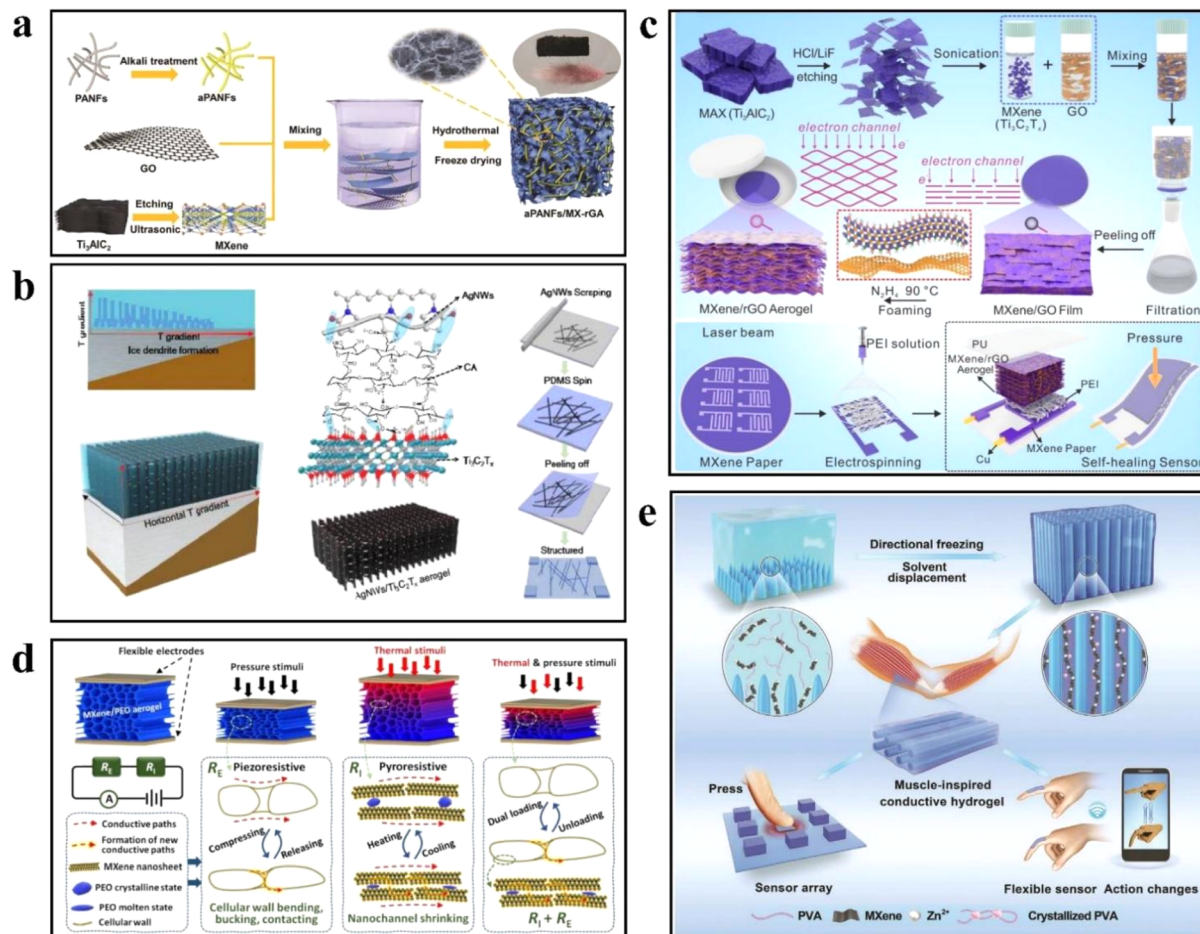 a
Alkali treatment
PANFs
aPANFs
GO
Mixing
Hydrothermal
Freeze drying
Etching
Ultrasonic
Ti₃AlC₂
MXene
aPANFs/MX-rGA
b
T gradient
T gradient
Ice dendrite formation
Horizontal T gradient
AgNWs
CA
Ti₃C₂Tₓ
AgNWs/Ti₃C₂Tₓ aerogel
AgNWs Scraping
PDMS Spin
Peeling off
Structured
c
HCl/LiF
etching
Sonication
Mixing
MAX (Ti₃AlC₂)
MXene
(Ti₃C₂Tₓ)
GO
electron channel
e
electron channel
e
Peeling off
N₂H₄ 90 °C
Foaming
MXene/rGO Aerogel
MXene/GO Film
Filtration
Laser beam
PEI solution
MXene Paper
Electrospinning
PU
MXene/rGO
Aerogel
PEI
MXene Paper
Cu
Pressure
Self-healing Sensor
d
Flexible electrodes
MXene/PEO aerogel
Pressure stimuli
Thermal stimuli
Thermal & pressure stimuli
R_E
R_I
A
Conductive paths
Formation of new
conductive paths
MXene nanosheet
PEO crystalline state
PEO molten state
Cellular wall
R_E
Piezoresistive
Compressing
Releasing
Cellular wall bending,
bucking, contacting
R_I
Pyroresistive
Heating
Cooling
Nanochannel shrinking
Dual loading
Unloading
R_I + R_E
e
Directional freezing
Solvent
displacement
Muscle-inspired
conductive hydrogel
Press
Sensor array
Flexible sensor
Action changes
PVA
MXene
Zn²⁺
Crystallized PVA